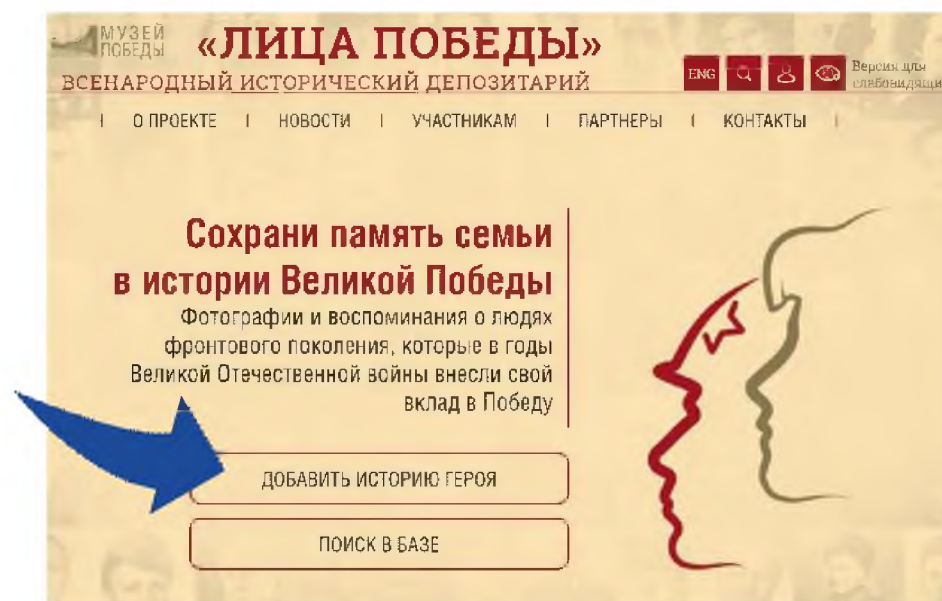 МУЗЕЙ
ПОБЕДЫ
«ЛИЦА ПОБЕДЫ»
ВСЕНАРОДНЫЙ ИСТОРИЧЕСКИЙ ДЕПОЗИТАРИЙ
ENG
Версия для
слабовидящи
О ПРОЕКТЕ | НОВОСТИ | УЧАСТНИКАМ | ПАРТНЕРЫ | КОНТАКТЫ
Сохрани память семьи
в истории Великой Победы
Фотографии и воспоминания о людях
фронтового поколения, которые в годы
Великой Отечественной войны внесли свой
вклад в Победу
ДОБАВИТЬ ИСТОРИЮ ГЕРОЯ
ПОИСК В БАЗЕ